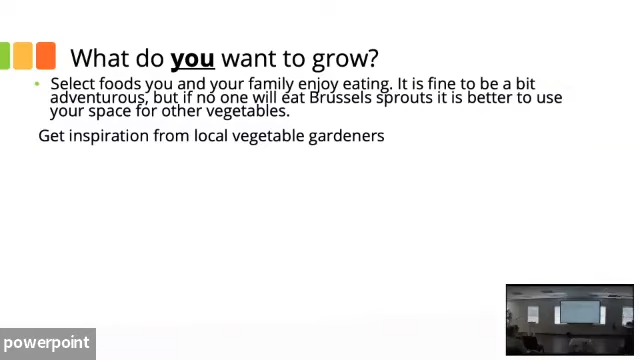 What do you want to grow?
• Select foods you and your family enjoy eating. It is fine to be a bit
adventurous, but if no one will eat Brussels sprouts it is better to use
your space for other vegetables.
Get inspiration from local vegetable gardeners
powerpoint